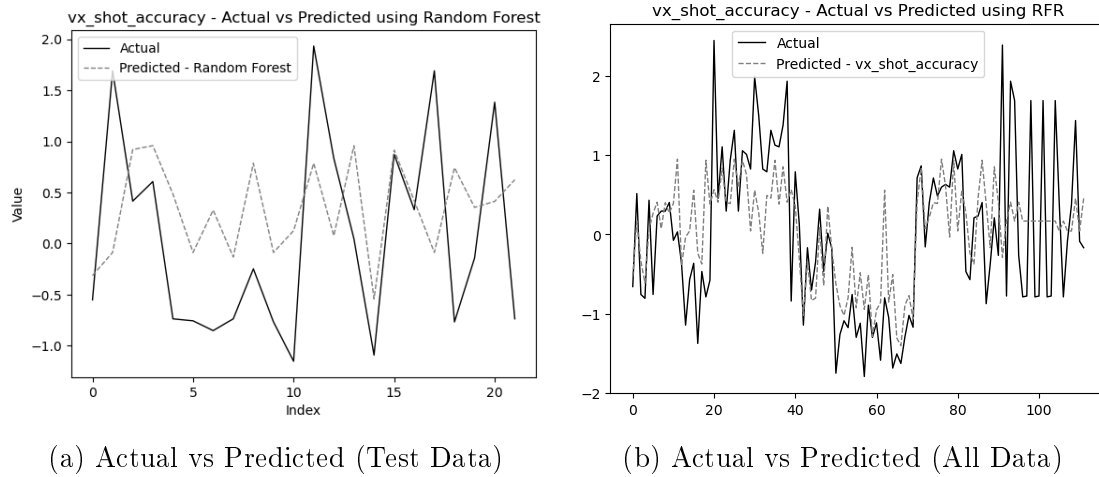 vx_shot_accuracy - Actual vs Predicted using Random Forest
2.0
1.5
1.0
0.5
0.0
−0.5
−1.0
Value
Actual
Predicted - Random Forest
0 5 10 15 20
Index
(a) Actual vs Predicted (Test Data)
vx_shot_accuracy - Actual vs Predicted using RFR
2
1
0
−1
−2
Actual
Predicted - vx_shot_accuracy
0 20 40 60 80 100
(b) Actual vs Predicted (All Data)